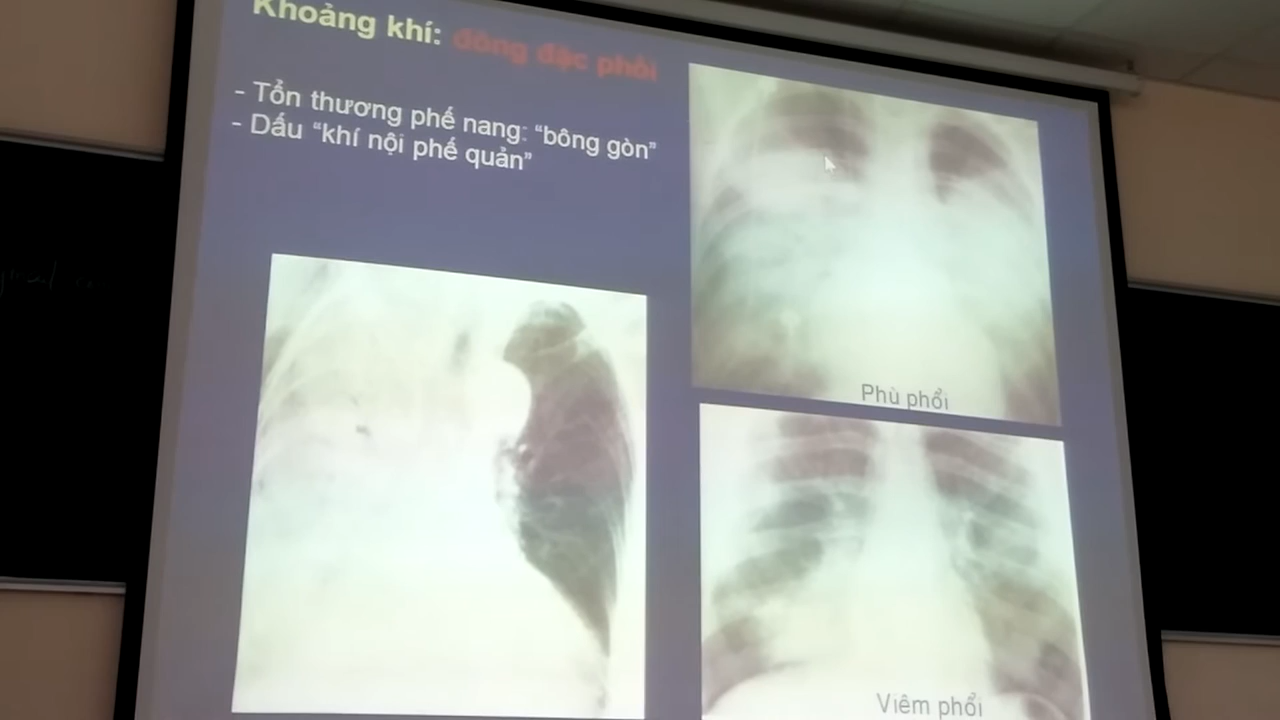 Khoảng khí: đông đặc phổi
- Tổn thương phế nang: “bông gòn”
- Dấu “khí nội phế quản”
Phù phổi
Viêm phổi